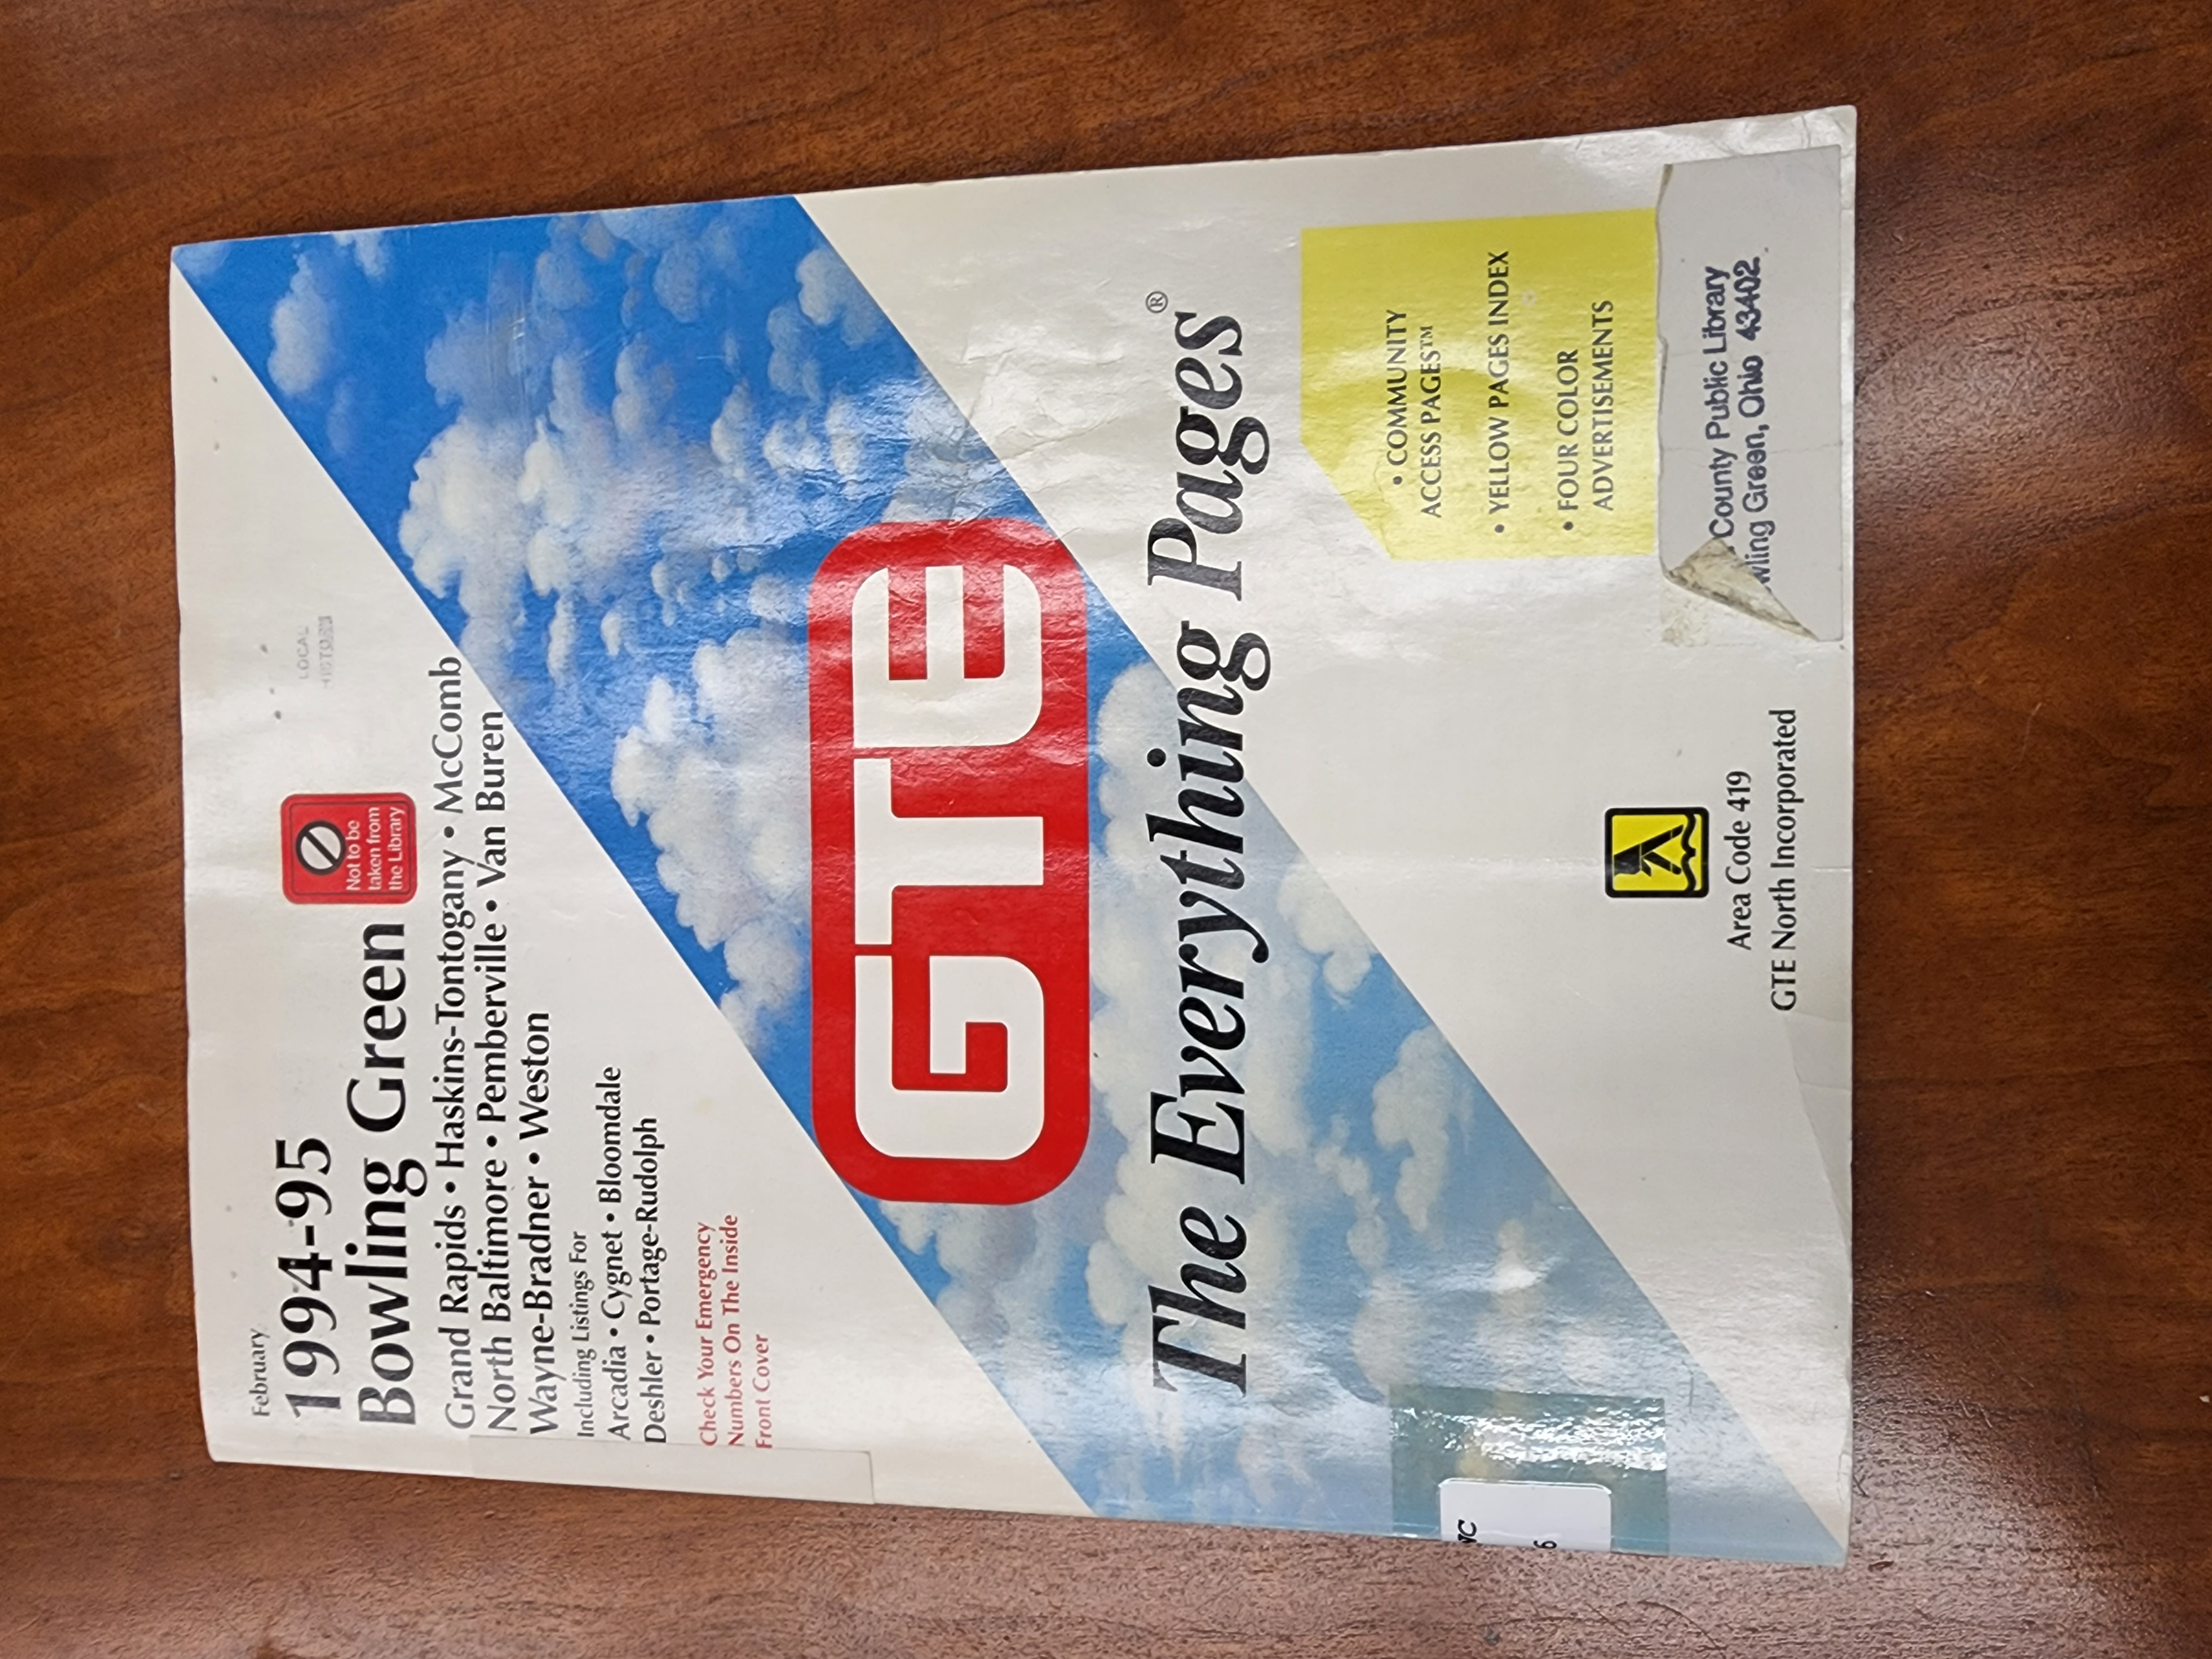 February
1994-95
Bowling Green
Not to be
taken from
the Library
LOCAL
HISTORY
Grand Rapids • Haskins-Tontogany • McComb
North Baltimore • Pemberville • Van Buren
Wayne-Bradner • Weston
Including Listings For
Arcadia • Cygnet • Bloomdale
Deshler • Portage-Rudolph
Check Your Emergency
Numbers On The Inside
Front Cover
GTE
The Everything Pages®
• COMMUNITY
ACCESS PAGES™
• YELLOW PAGES INDEX
• FOUR COLOR
ADVERTISEMENTS
County Public Library
wling Green, Ohio 43402
Area Code 419
GTE North Incorporated
6